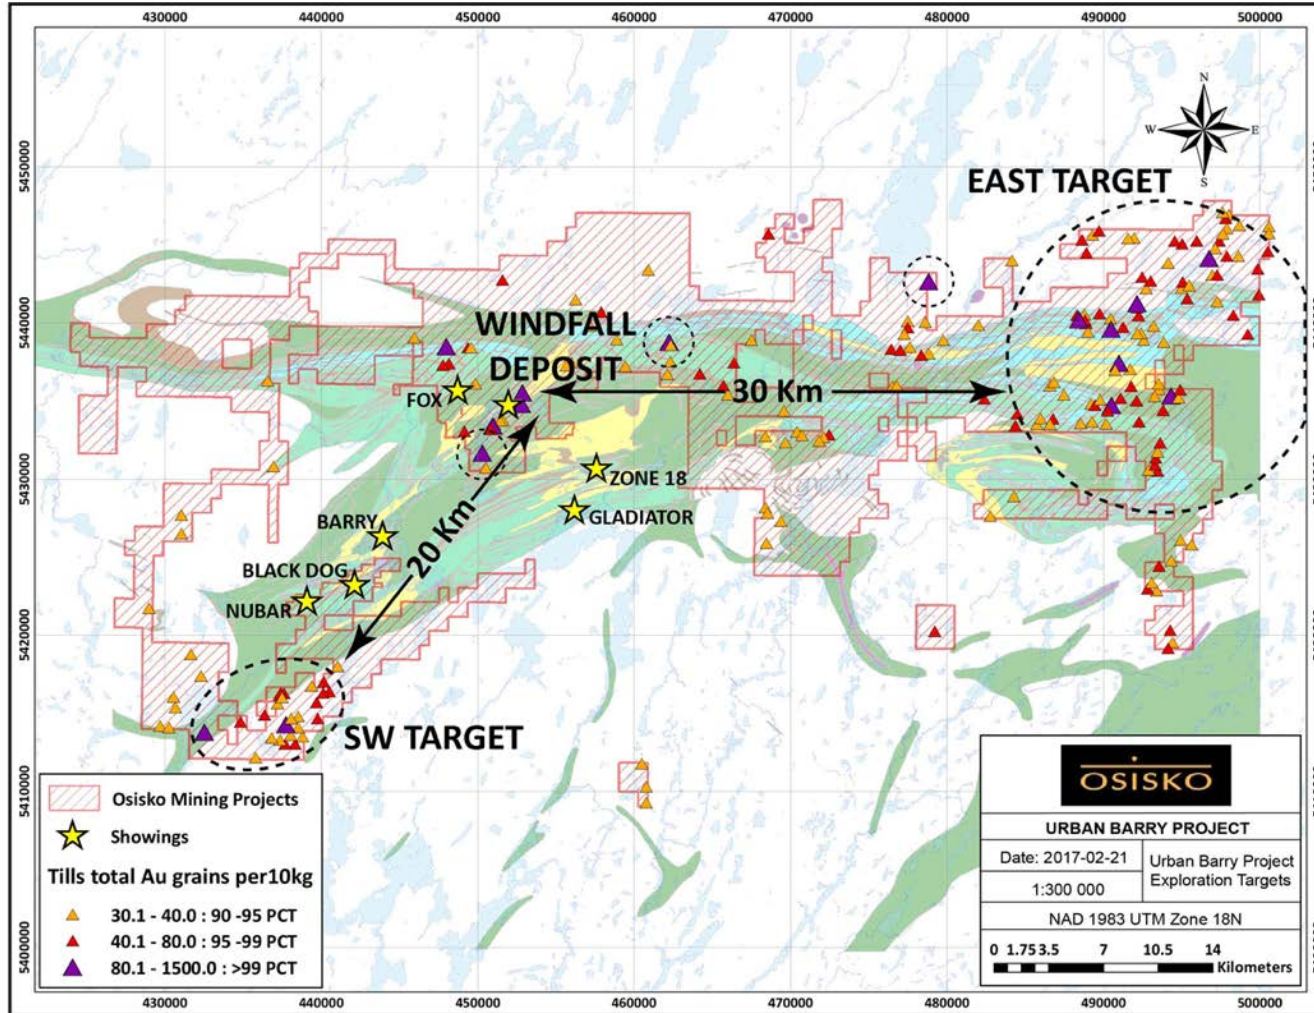 430000 440000 450000 460000 470000 480000 490000 500000
5450000
5440000
5430000
5420000
5410000
5400000
N
W E
S
EAST TARGET
WINDFALL
DEPOSIT
FOX
30 Km
ZONE 18
GLADIATOR
BARRY
20 Km
BLACK DOG
NUBAR
SW TARGET
Osisko Mining Projects
Showings
Tills total Au grains per10kg
30.1 - 40.0 : 90 -95 PCT
40.1 - 80.0 : 95 -99 PCT
80.1 - 1500.0 : >99 PCT
OSISKO
URBAN BARRY PROJECT
Date: 2017-02-21
1:300 000
Urban Barry Project
Exploration Targets
NAD 1983 UTM Zone 18N
0 1.75 3.5 7 10.5 14
Kilometers
430000 440000 450000 460000 470000 480000 490000 500000